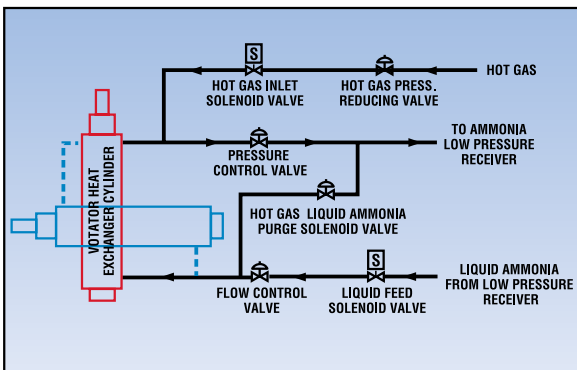 S
HOT GAS INLET
SOLENOID VALVE
HOT GAS PRESS.
REDUCING VALVE
HOT GAS
PRESSURE
CONTROL VALVE
TO AMMONIA
LOW PRESSURE
RECEIVER
VOTATOR HEAT
EXCHANGER CYLINDER
HOT GAS LIQUID AMMONIA
PURGE SOLENOID VALVE
S
FLOW CONTROL
VALVE
LIQUID FEED
SOLENOID VALVE
LIQUID AMMONIA
FROM LOW PRESSURE
RECEIVER